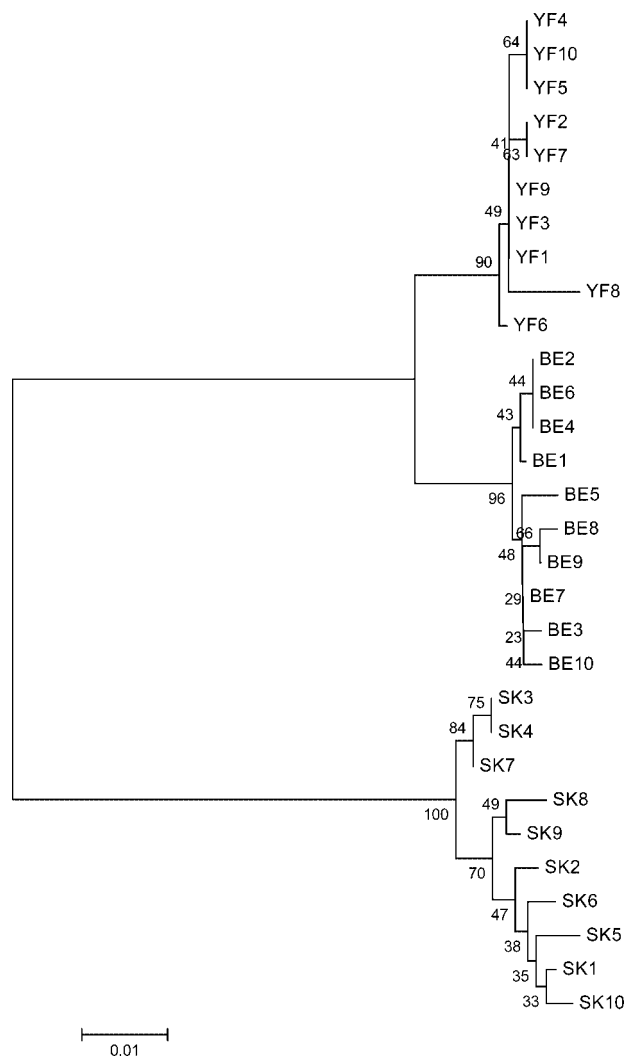 YF4
64
YF10
YF5
YF2
41
63
YF7
YF9
49
YF3
YF1
90
YF8
YF6
BE2
44
BE6
43
BE4
BE1
96
BE5
66
BE8
48
BE9
29
BE7
23
BE3
44
BE10
75
SK3
84
SK4
SK7
100
49
SK8
SK9
70
SK2
47
SK6
38
SK5
35
SK1
33
SK10
0.01